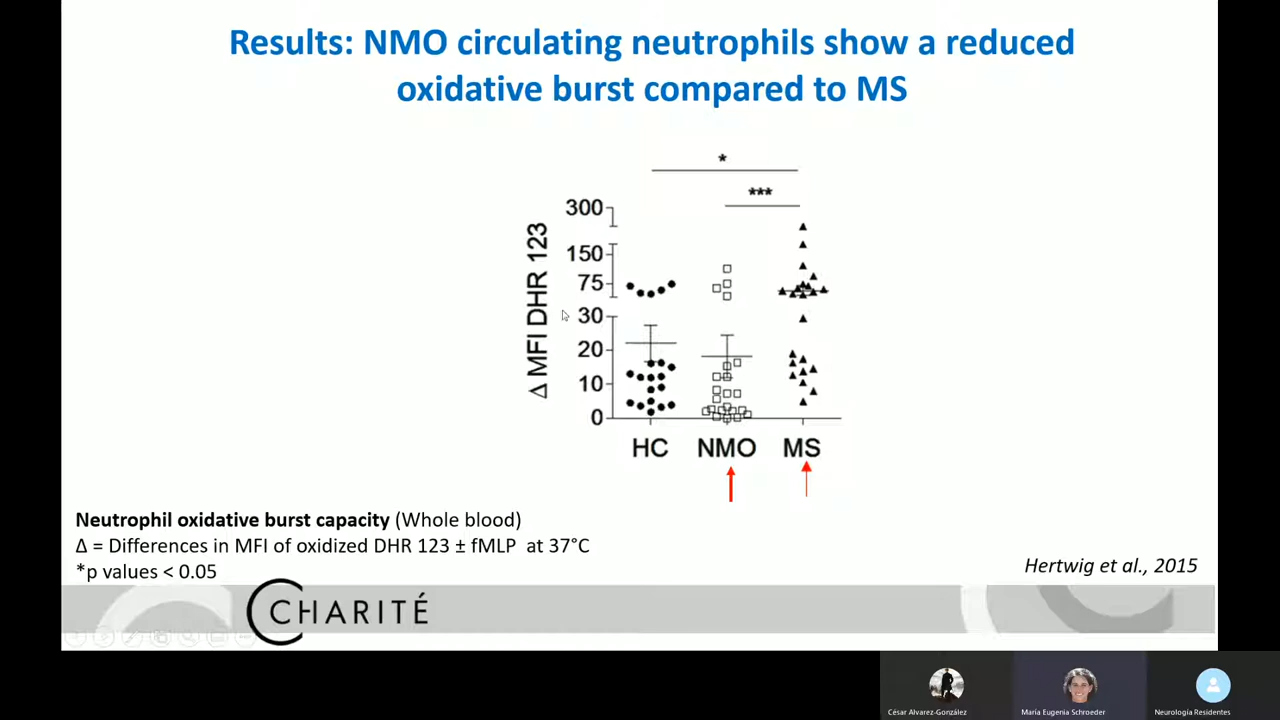 Results: NMO circulating neutrophils show a reduced
oxidative burst compared to MS
*
***
Δ MFI DHR 123
300
150
75
30
20
10
0
HC NMO MS
Neutrophil oxidative burst capacity (Whole blood)
Δ = Differences in MFI of oxidized DHR 123 ± fMLP at 37°C
*p values < 0.05
Hertwig et al., 2015
CHARITÉ
César Alvarez-González
María Eugenia Schroeder
Neurología Residentes